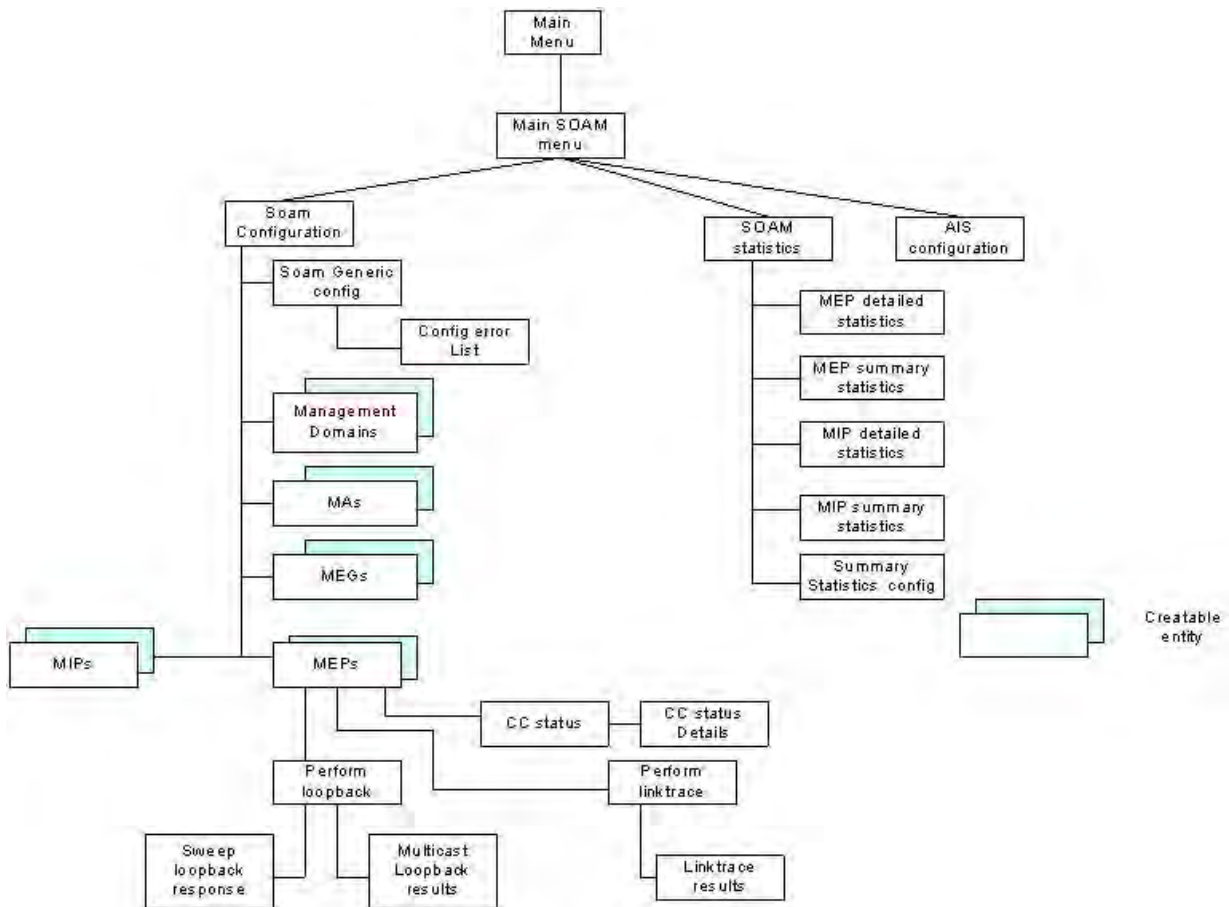 Main
Menu
Main SOAM
menu
Soam
Configuration
SOAM
statistics
AIS
configuration
Soam Generic
config
Config error
List
MEP detailed
statistics
MEP summary
statistics
Management
Domains
MIP detailed
statistics
MAs
MIP summary
statistics
MEGs
Summary
Statistics config
Creatable
entity
MIPs
MEPs
CC status
CC status
Details
Perform
loopback
Perform
linktrace
Sweep
loopback
response
Multicast
Loopback
results
Linktrace
results